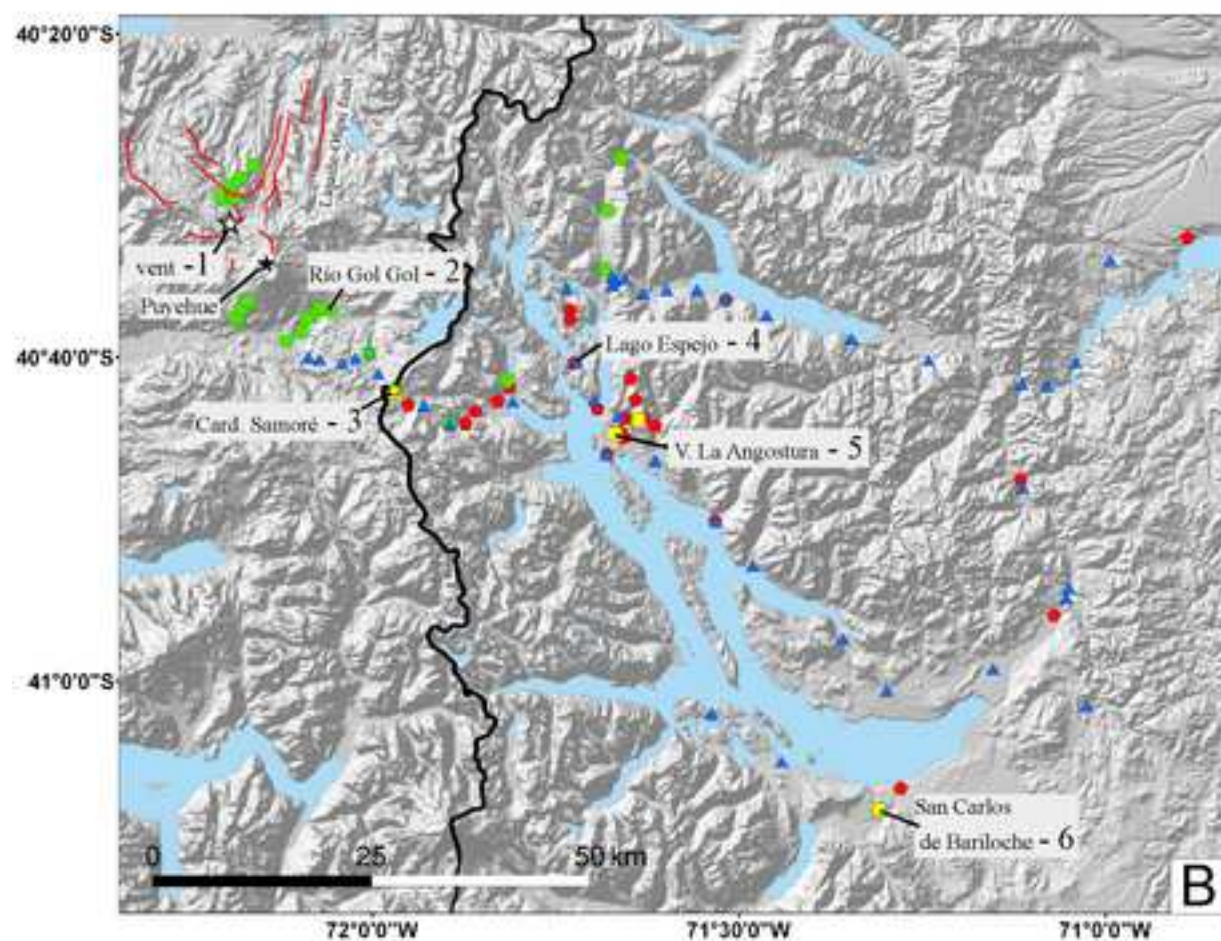 40°20'0"S
vent -1
Río Gol Gol - 2
Puyehue
Lago Espejo - 4
40°40'0"S
Card. Samoré - 3
V. La Angostura - 5
41°0'0"S
San Carlos
de Bariloche - 6
0 25 50 km
B
72°0'0"W 71°30'0"W 71°0'0"W